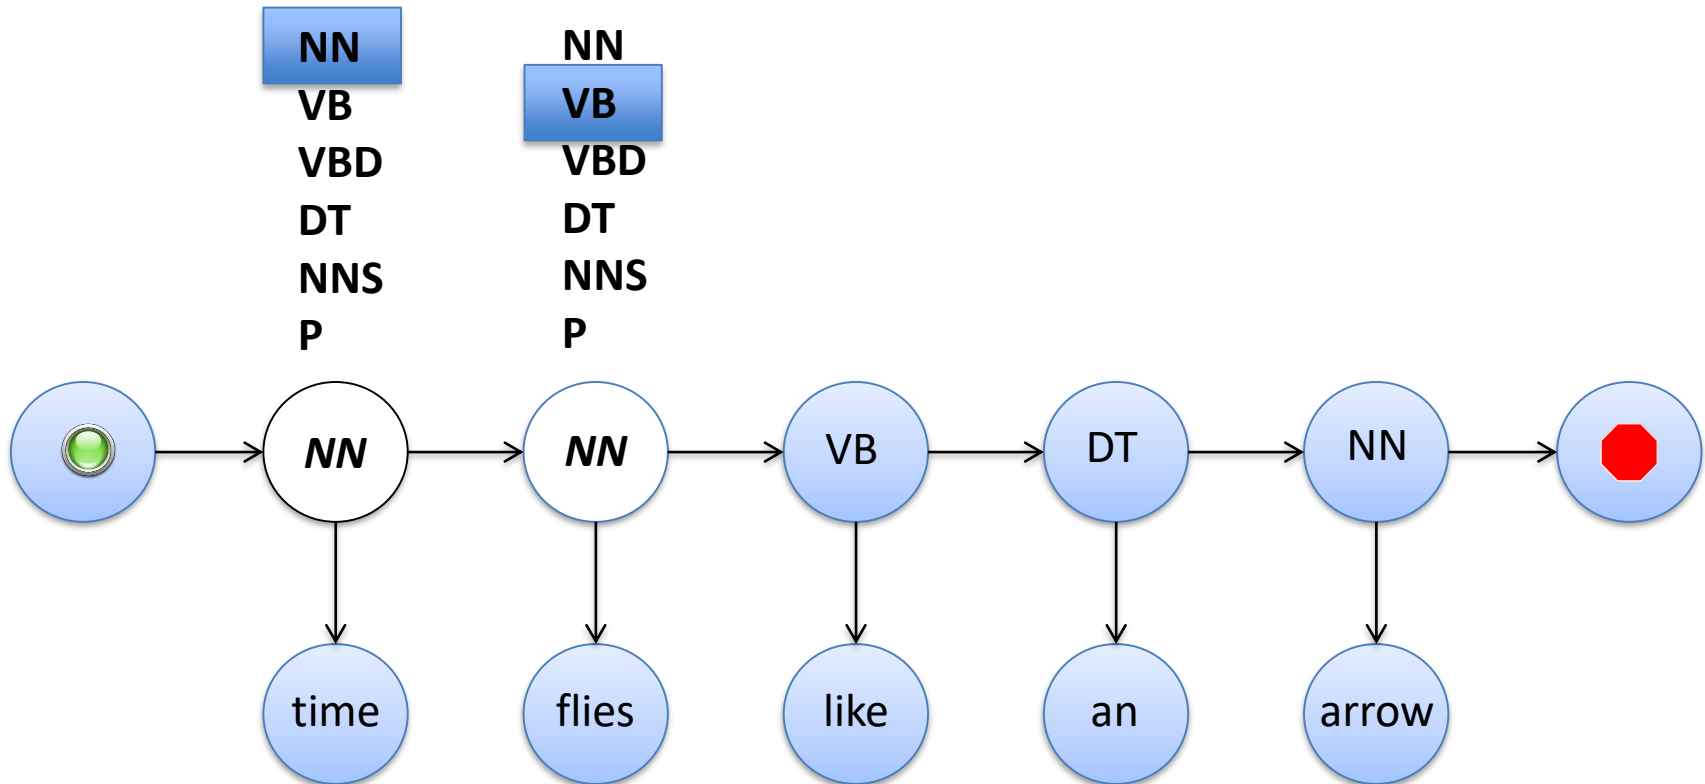 NN
VB
VBD
DT
NNS
P
NN
VB
VBD
DT
NNS
P
NN
NN
VB
DT
NN
time
flies
like
an
arrow